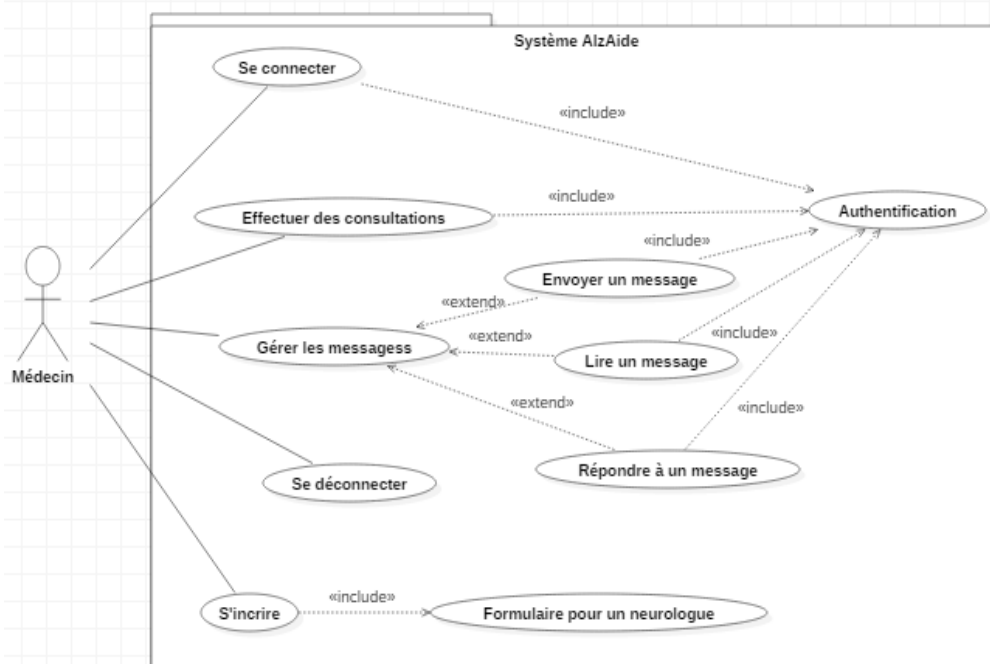 Système AlzAide
Se connecter
«include»
«include»
Effectuer des consultations
Authentification
«include»
Envoyer un message
«extend»
«extend»
«include»
Gérer les messagess
Lire un message
Médecin
«extend»
«include»
Répondre à un message
Se déconnecter
«include»
S'incrire
Formulaire pour un neurologue